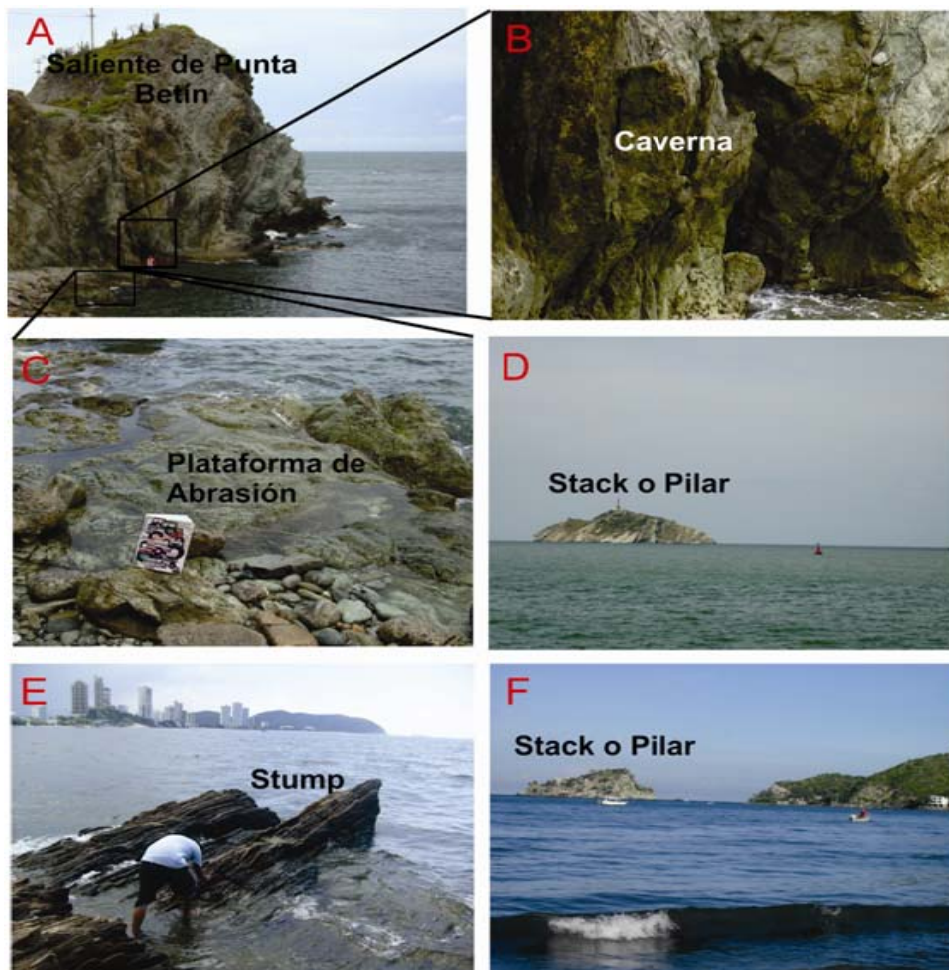 A
Saliente de Punta
Betín
B
Caverna
C
Plataforma de
Abrasión
D
Stack o Pilar
E
Stump
F
Stack o Pilar